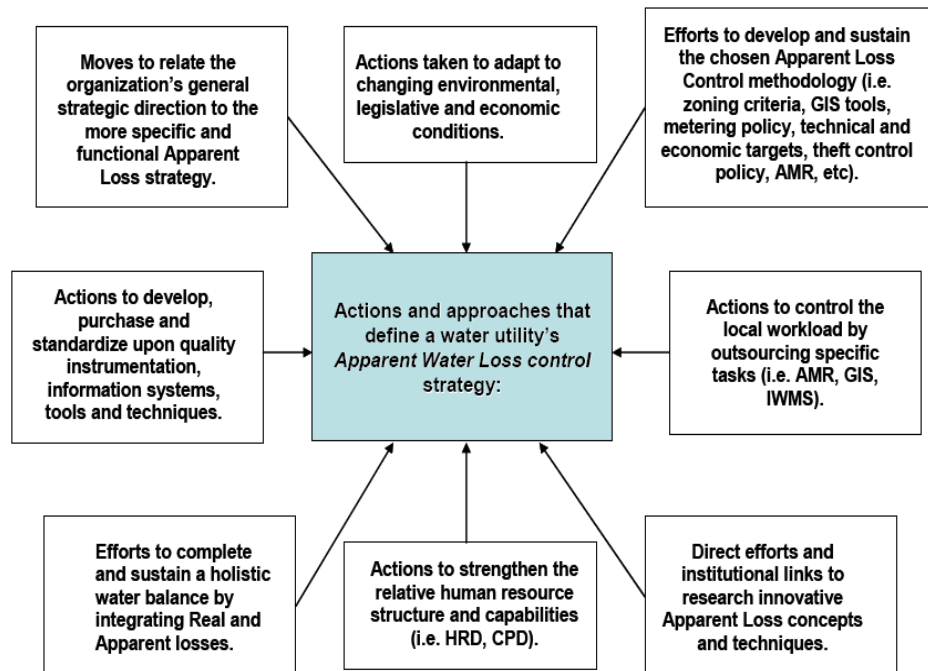 Moves to relate the
organization's general
strategic direction to the
more specific and
functional Apparent
Loss strategy.
Actions taken to adapt to
changing environmental,
legislative and economic
conditions.
Efforts to develop and sustain
the chosen Apparent Loss
Control methodology (i.e.
zoning criteria, GIS tools,
metering policy, technical and
economic targets, theft control
policy, AMR, etc).
Actions to develop,
purchase and
standardize upon quality
instrumentation,
information systems,
tools and techniques.
Actions and approaches that
define a water utility's
Apparent Water Loss control
strategy:
Actions to control the
local workload by
outsourcing specific
tasks (i.e. AMR, GIS,
IWMS).
Efforts to complete
and sustain a holistic
water balance by
integrating Real and
Apparent losses.
Actions to strengthen the
relative human resource
structure and capabilities
(i.e. HRD, CPD).
Direct efforts and
institutional links to
research innovative
Apparent Loss concepts
and techniques.